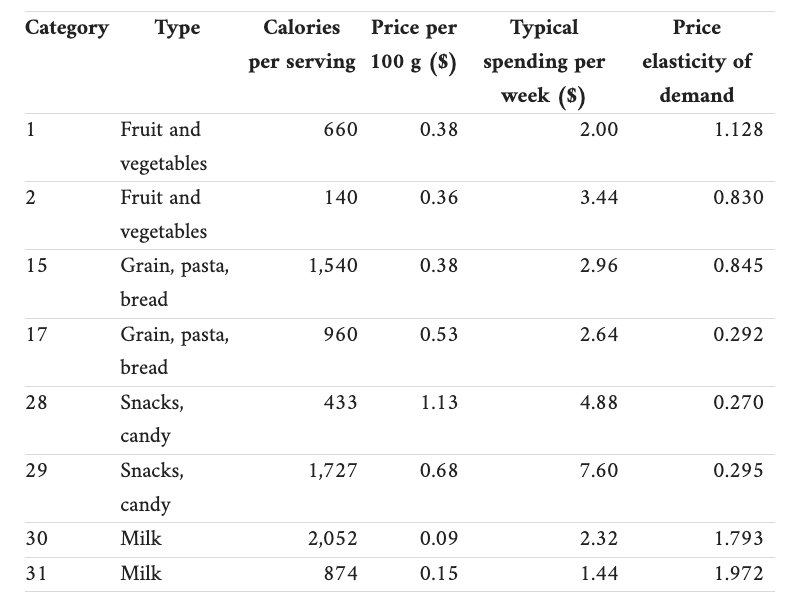 Category Type Calories Price per Typical Price
per serving 100 g ($) spending per elasticity of
week ($) demand
1 Fruit and 660 0.38 2.00 1.128
vegetables
2 Fruit and 140 0.36 3.44 0.830
vegetables
15 Grain, pasta, 1,540 0.38 2.96 0.845
bread
17 Grain, pasta, 960 0.53 2.64 0.292
bread
28 Snacks, 433 1.13 4.88 0.270
candy
29 Snacks, 1,727 0.68 7.60 0.295
candy
30 Milk 2,052 0.09 2.32 1.793
31 Milk 874 0.15 1.44 1.972